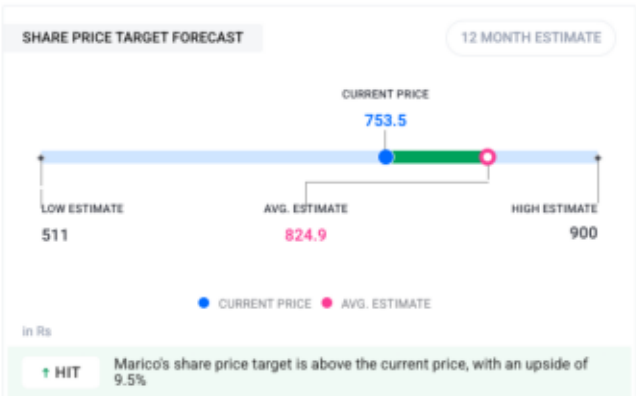 SHARE PRICE TARGET FORECAST
12 MONTH ESTIMATE
CURRENT PRICE
753.5
LOW ESTIMATE
AVG. ESTIMATE
HIGH ESTIMATE
511
824.9
900
CURRENT PRICE
AVG. ESTIMATE
in Rs
↑ HIT
Marico's share price target is above the current price, with an upside of
9.5%